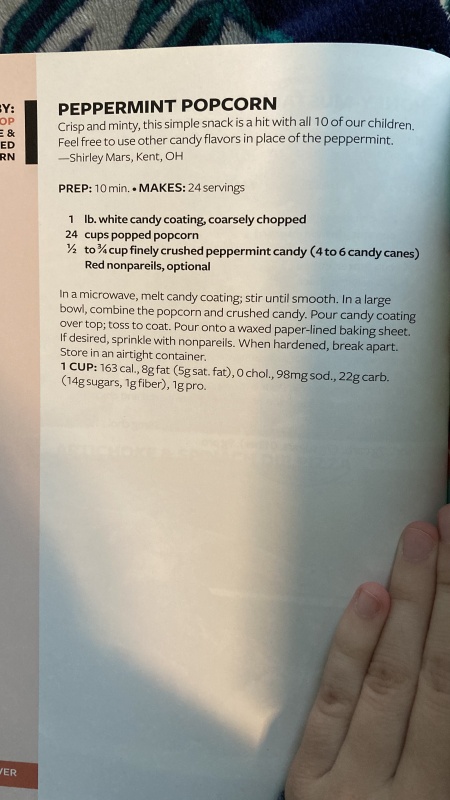 BY:
OP
E &
ED
RN
PEPPERMINT POPCORN
Crisp and minty, this simple snack is a hit with all 10 of our children.
Feel free to use other candy flavors in place of the peppermint.
—Shirley Mars, Kent, OH
PREP: 10 min. • MAKES: 24 servings
1 lb. white candy coating, coarsely chopped
24 cups popped popcorn
½ to ¾ cup finely crushed peppermint candy (4 to 6 candy canes)
Red nonpareils, optional
In a microwave, melt candy coating; stir until smooth. In a large
bowl, combine the popcorn and crushed candy. Pour candy coating
over top; toss to coat. Pour onto a waxed paper-lined baking sheet.
If desired, sprinkle with nonpareils. When hardened, break apart.
Store in an airtight container.
1 CUP: 163 cal., 8g fat (5g sat. fat), 0 chol., 98mg sod., 22g carb.
(14g sugars, 1g fiber), 1g pro.
VER